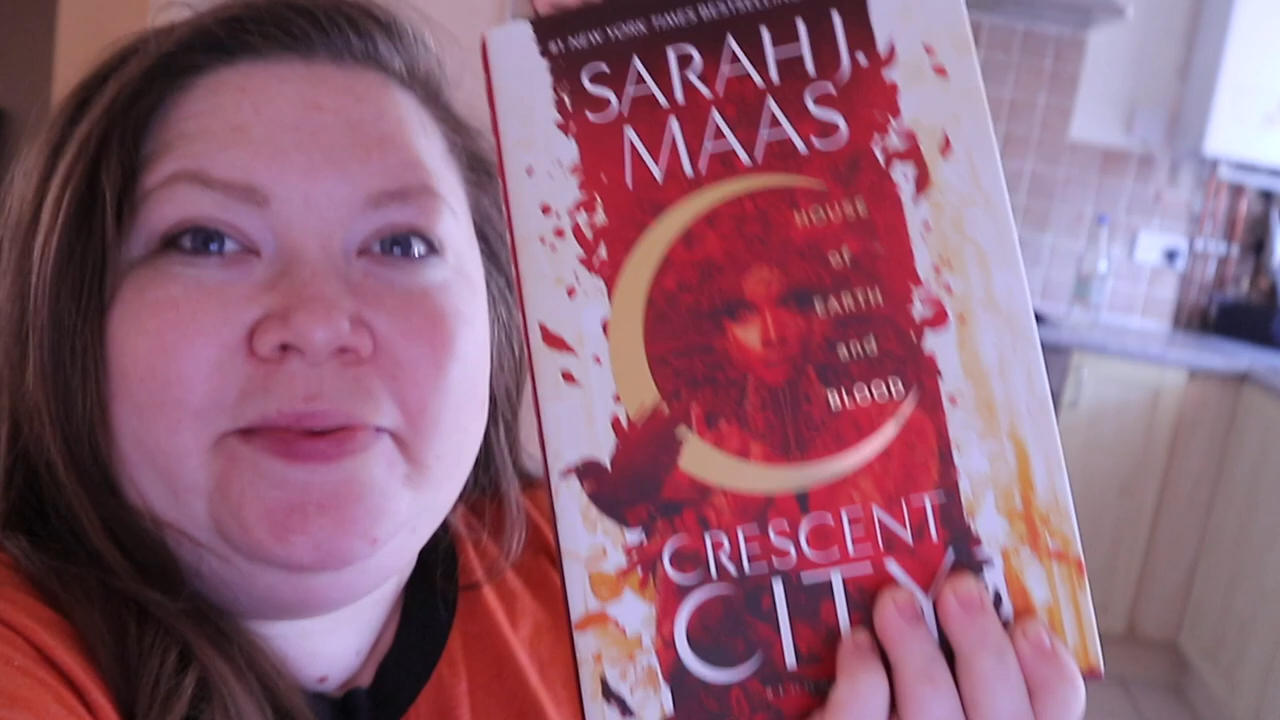 #1 NEW YORK TIMES BESTSELLING
SARAH J.
MAAS
HOUSE
of
EARTH
and
BLOOD
CRESCENT
CITY